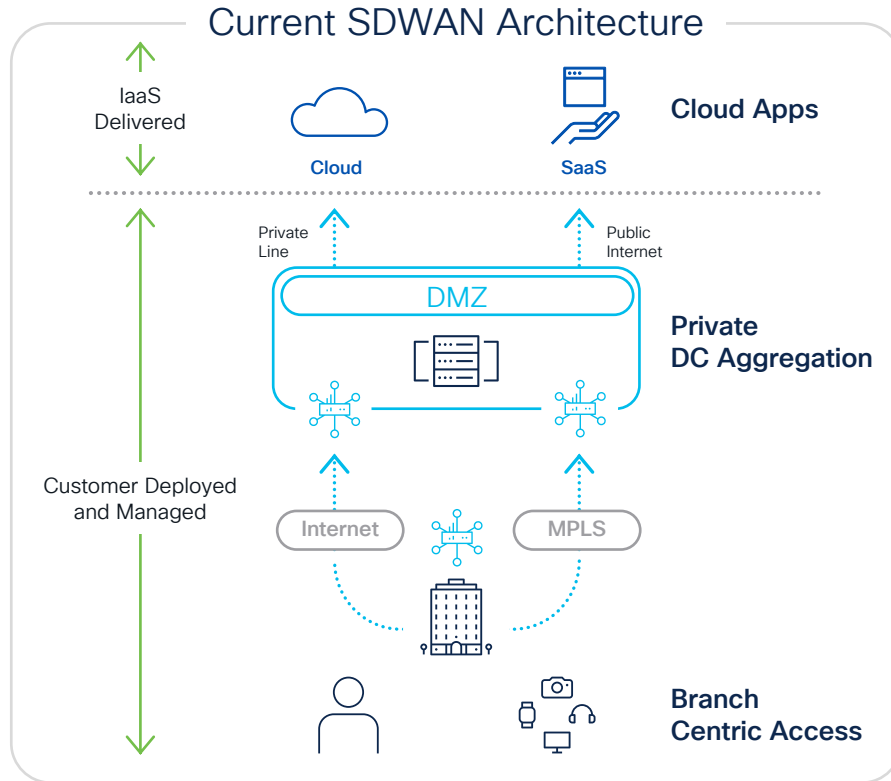 Current SDWAN Architecture
IaaS
Delivered
Cloud
SaaS
Cloud Apps
Private
Line
Public
Internet
DMZ
Private
DC Aggregation
Customer Deployed
and Managed
Internet
MPLS
Branch
Centric Access